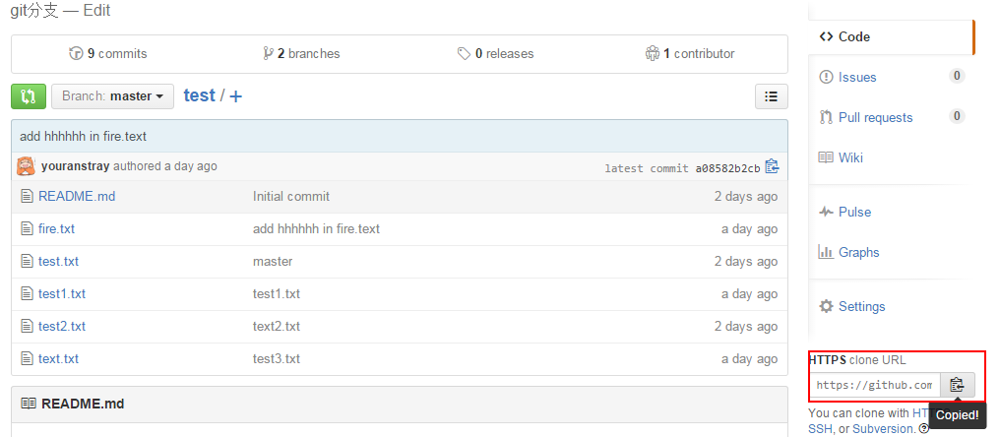 git分支 — Edit
9 commits 2 branches 0 releases 1 contributor
Branch: master test / +
add hhhhhh in fire.text
youranstray authored a day ago latest commit a08582b2cb
README.md Initial commit 2 days ago
fire.txt add hhhhhh in fire.text a day ago
test.txt master 2 days ago
test1.txt test1.txt a day ago
test2.txt text2.txt 2 days ago
text.txt test3.txt a day ago
README.md
Code
Issues 0
Pull requests 0
Wiki
Pulse
Graphs
Settings
HTTPS clone URL
https://github.com
Copied!
You can clone with
SSH, or Subversion.